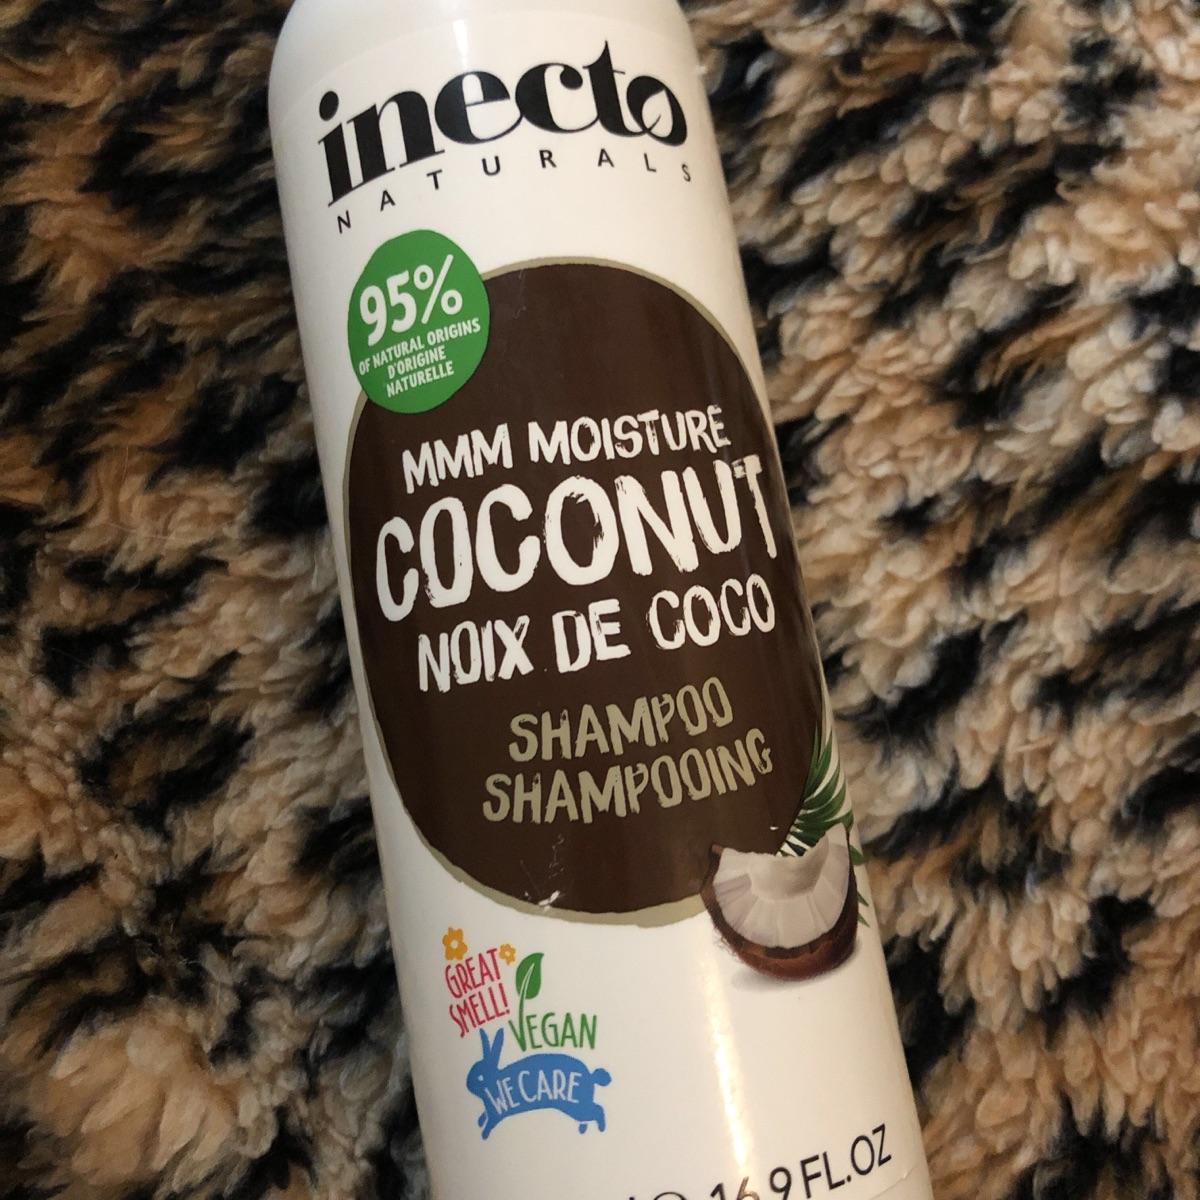 inecto
NATURALS
95%
OF NATURAL ORIGINS
D'ORIGINE
NATURELLE
MMM MOISTURE
COCONUT
NOIX DE COCO
SHAMPOO
SHAMPOOING
GREAT
SMELL!
VEGAN
WE CARE
16.9 FL.OZ